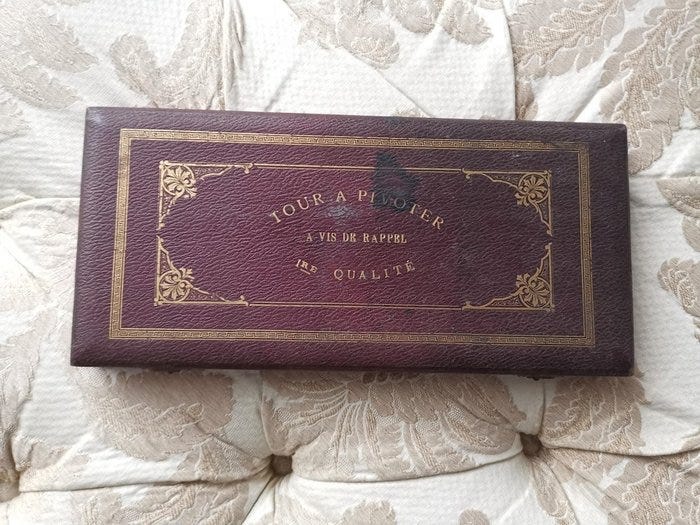 TOUR A PIVOTER
A VIS DE RAPPEL
1RE QUALITÉ